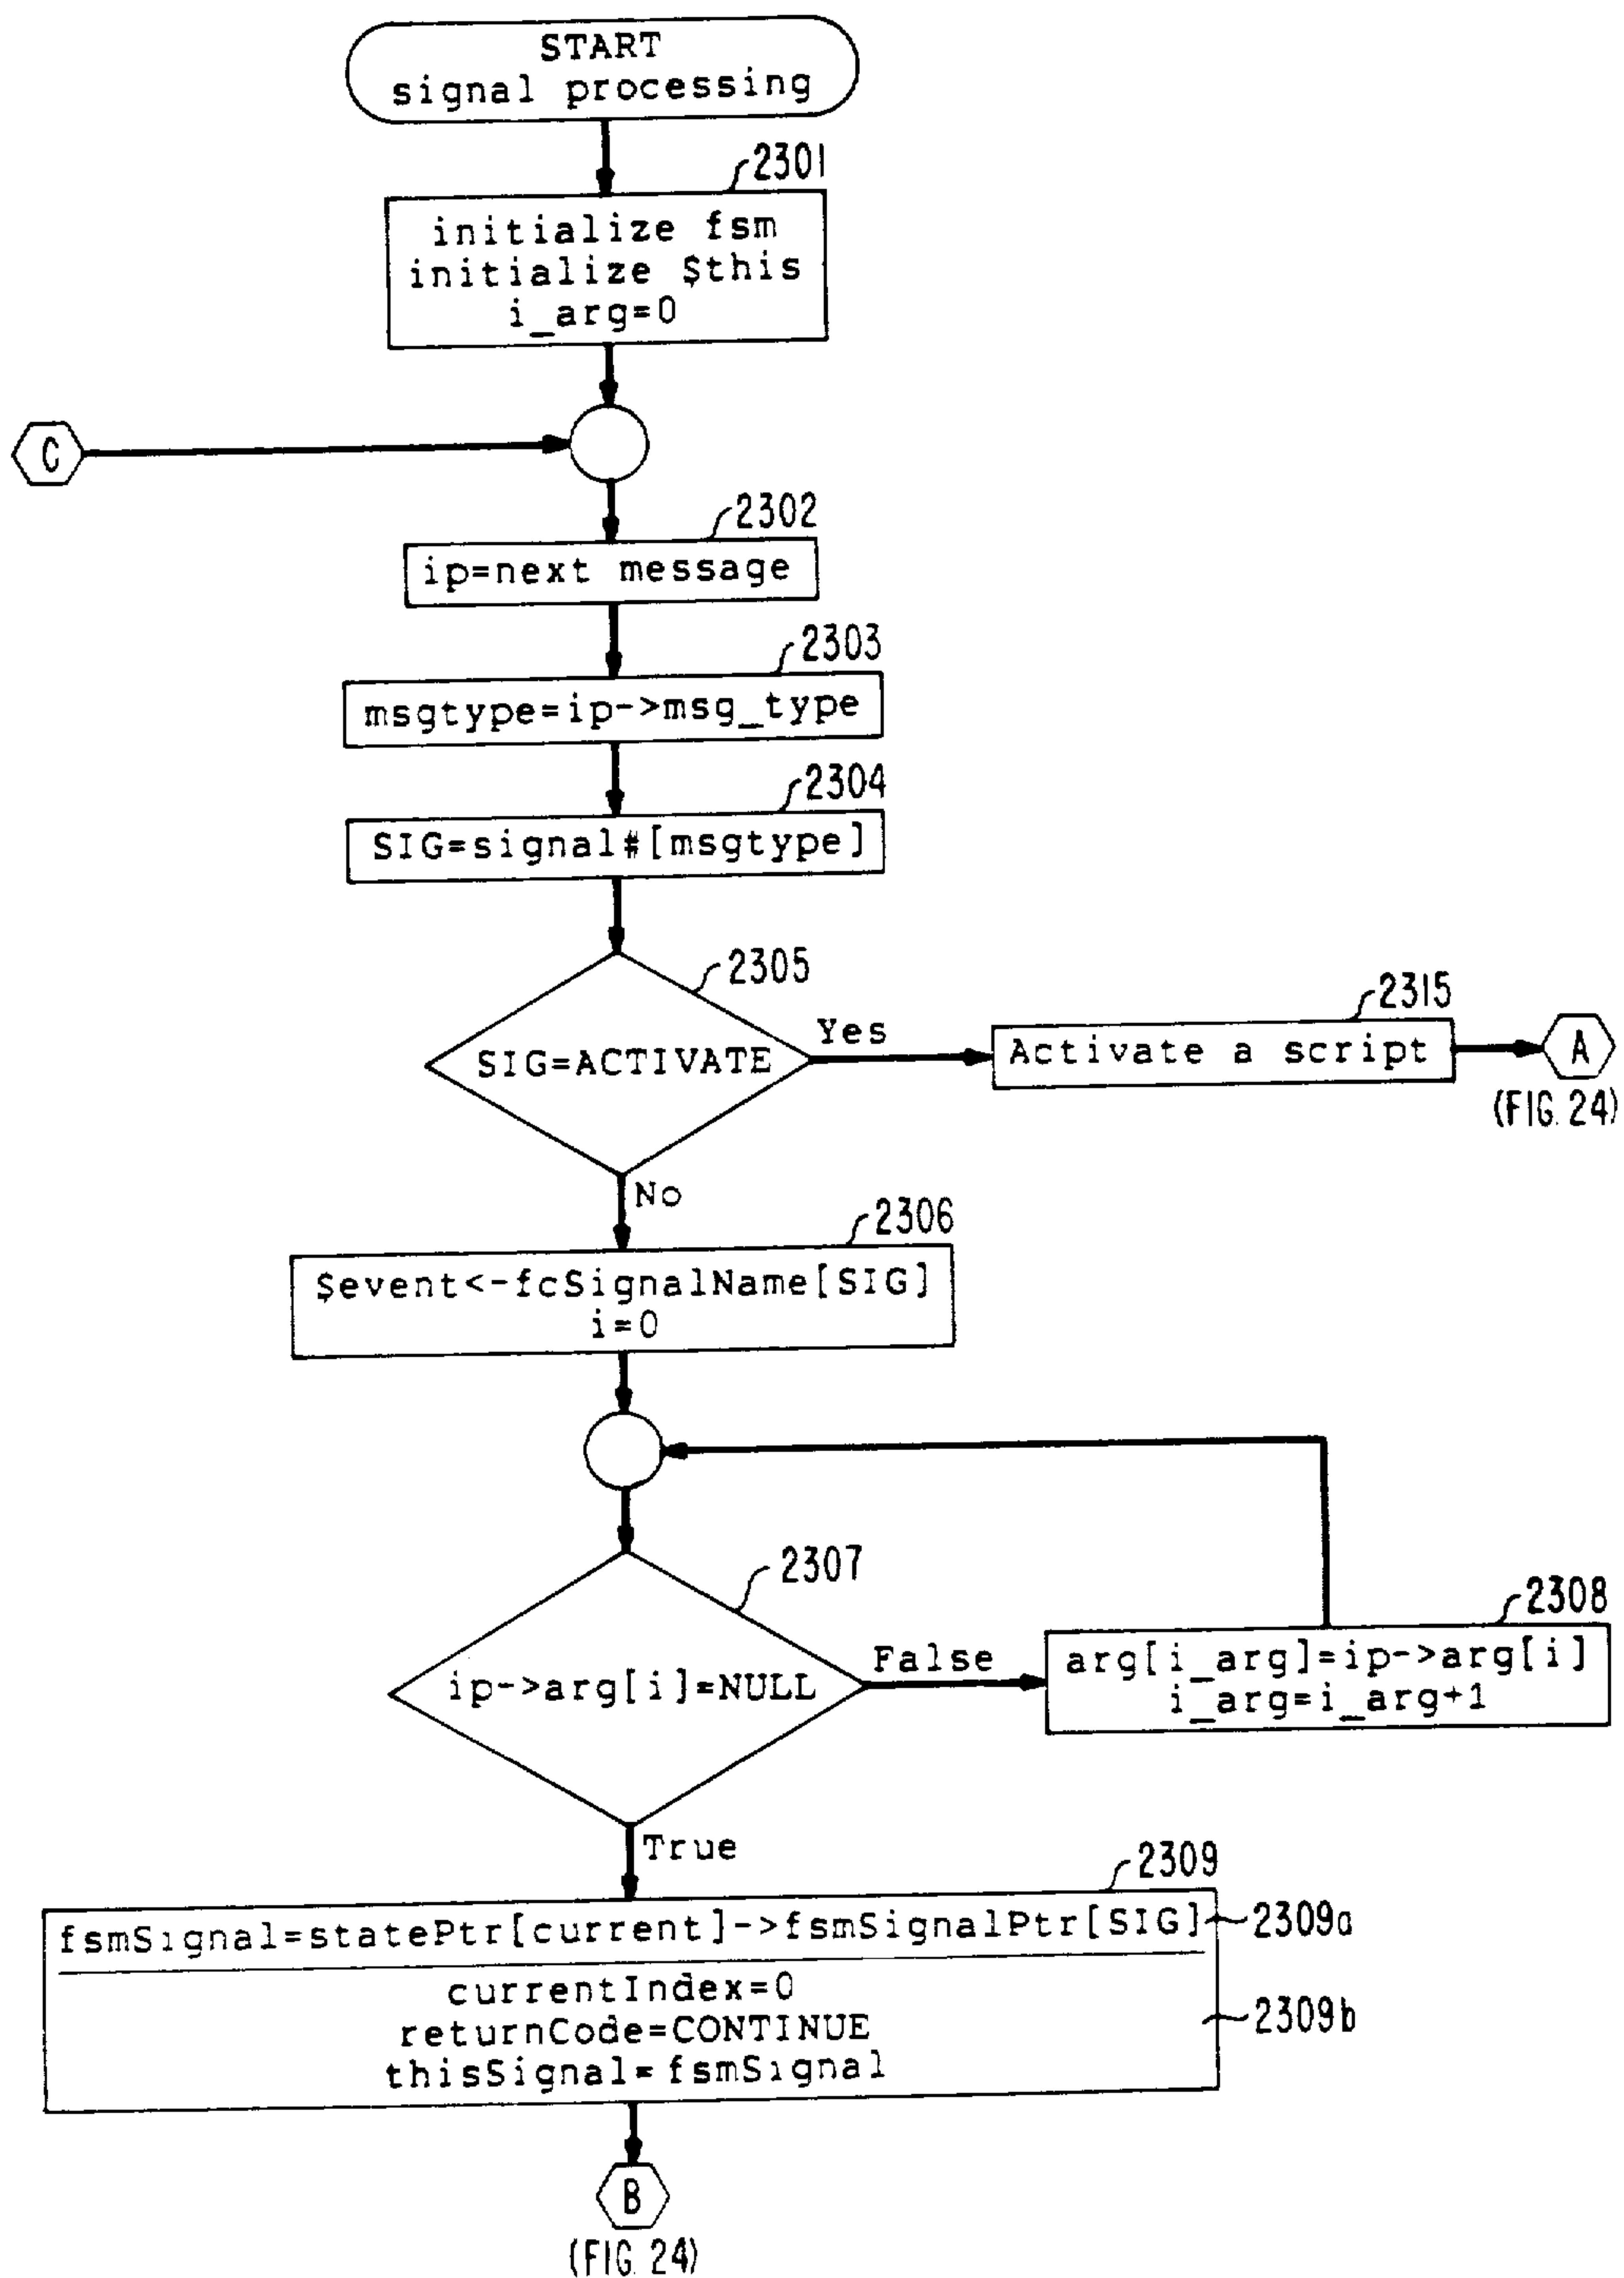 START
signal processing
2301
initialize fsm
initialize $this
i_arg=0
C
2302
ip=next message
2303
msgtype=ip->msg_type
2304
SIG=signal#[msgtype]
2305
SIG=ACTIVATE
Yes
2315
Activate a script
A
(FIG. 24)
No
2306
$event<-fcSignalName[SIG]
i=0
2307
ip->arg[i]=NULL
False
2308
arg[i_arg]=ip->arg[i]
i_arg=i_arg+1
True
2309
fsmSignal=statePtr[current]->fsmSignalPtr[SIG]
2309a
currentIndex=0
returnCode=CONTINUE
thisSignal=fsmSignal
2309b
B
(FIG. 24)